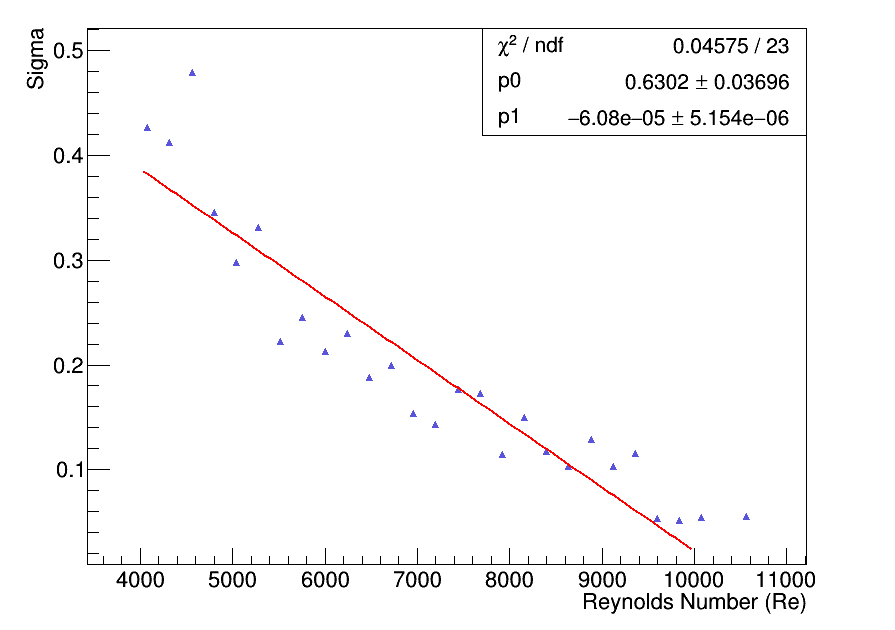 χ² / ndf 0.04575 / 23
p0 0.6302 ± 0.03696
p1 −6.08e−05 ± 5.154e−06
Sigma
0.5
0.4
0.3
0.2
0.1
4000 5000 6000 7000 8000 9000 10000 11000
Reynolds Number (Re)